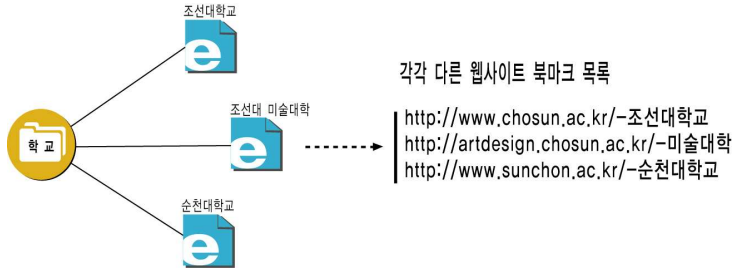 조선대학교
조선대 미술대학
학 교
순천대학교
각각 다른 웹사이트 북마크 목록
http://www.chosun.ac.kr/-조선대학교
http://artdesign.chosun.ac.kr/-미술대학
http://www.sunchon.ac.kr/-순천대학교